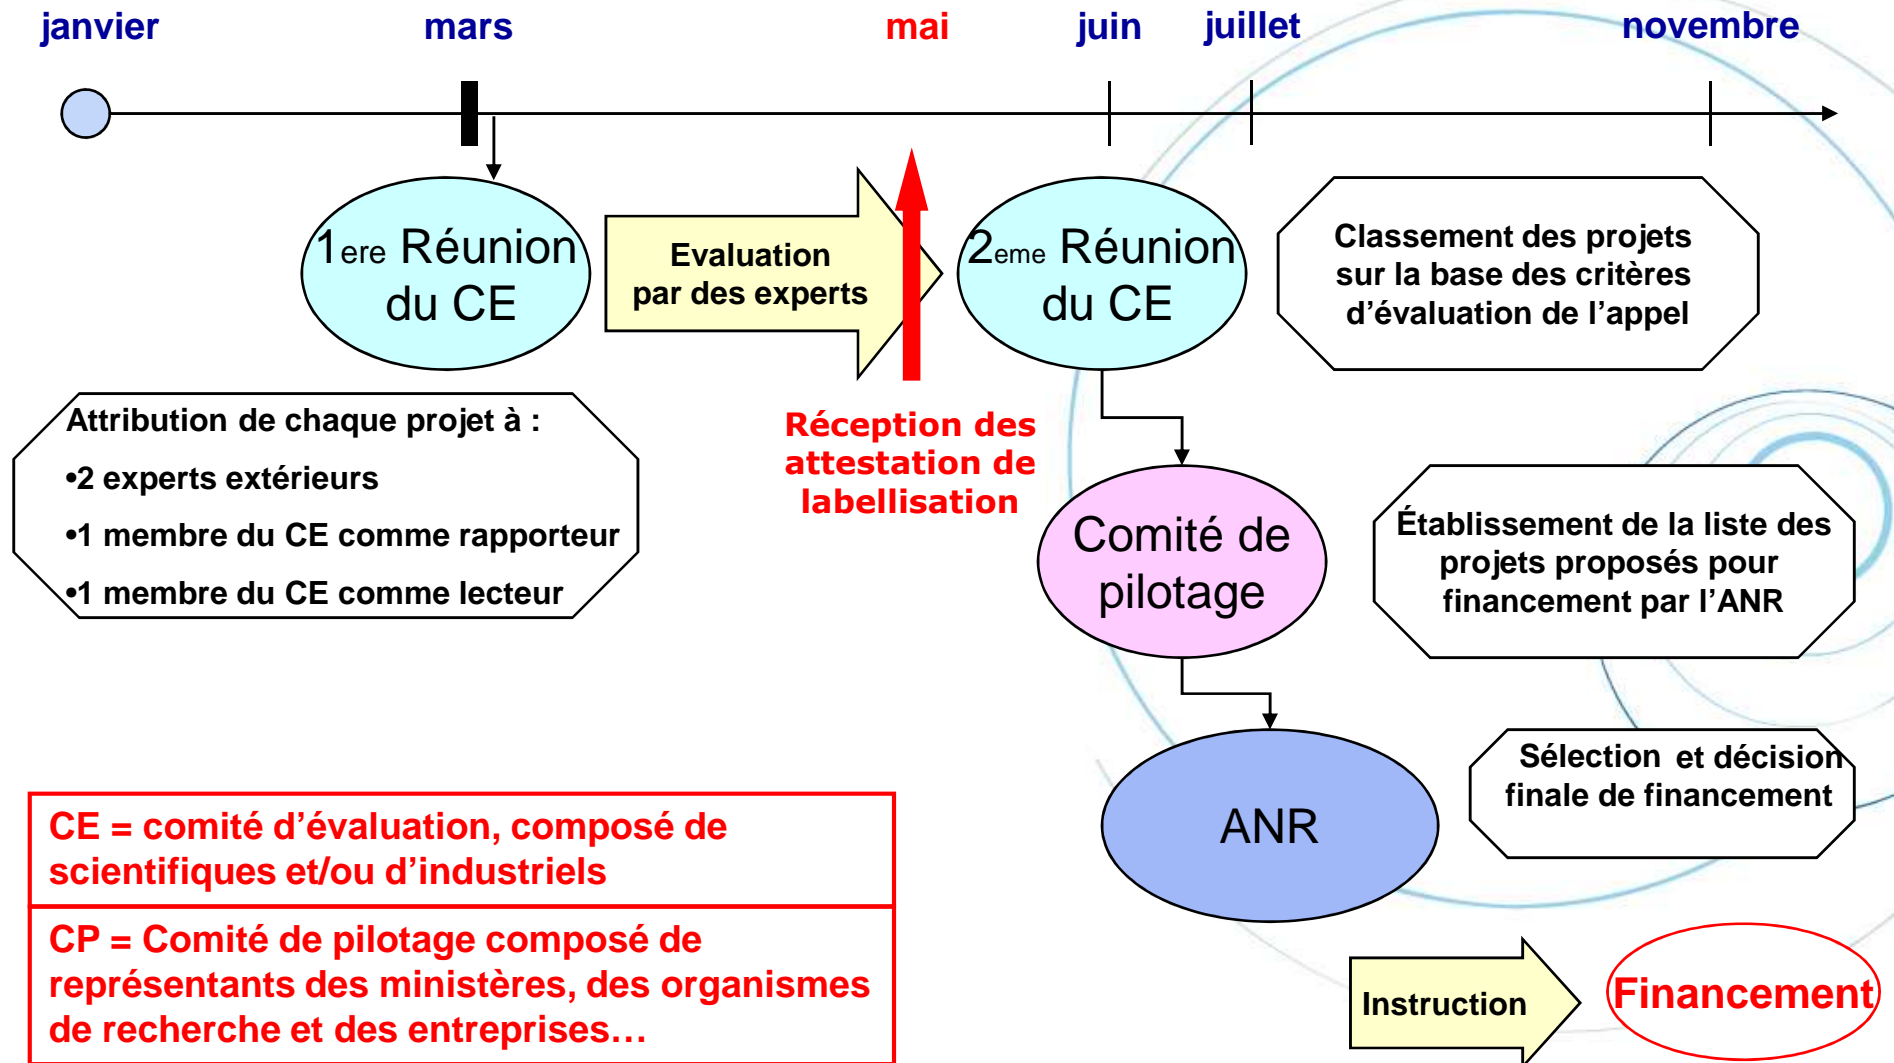 janvier mars mai juin juillet novembre
1ere Réunion
du CE
Evaluation
par des experts
2eme Réunion
du CE
Classement des projets
sur la base des critères
d’évaluation de l’appel
Attribution de chaque projet à :
•2 experts extérieurs
•1 membre du CE comme rapporteur
•1 membre du CE comme lecteur
Réception des
attestation de
labellisation
Comité de
pilotage
Établissement de la liste des
projets proposés pour
financement par l’ANR
ANR
Sélection et décision
finale de financement
CE = comité d’évaluation, composé de
scientifiques et/ou d’industriels
CP = Comité de pilotage composé de
représentants des ministères, des organismes
de recherche et des entreprises…
Instruction
Financement